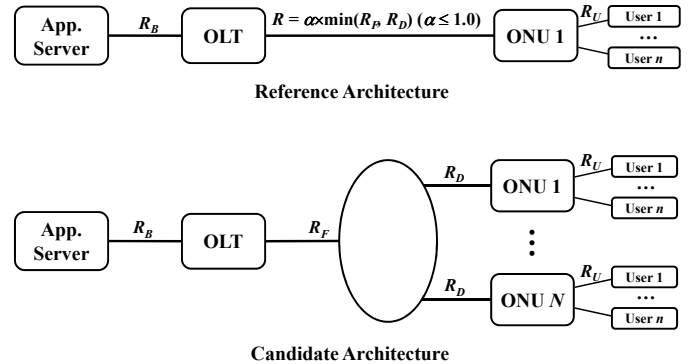 App. Server
R_B
OLT
R = α×min(R_F, R_D) (α ≤ 1.0)
ONU 1
R_U
User 1
...
User n
Reference Architecture
App. Server
R_B
OLT
R_F
R_D
ONU 1
R_U
User 1
...
User n
⋮
R_D
ONU N
R_U
User 1
...
User n
Candidate Architecture